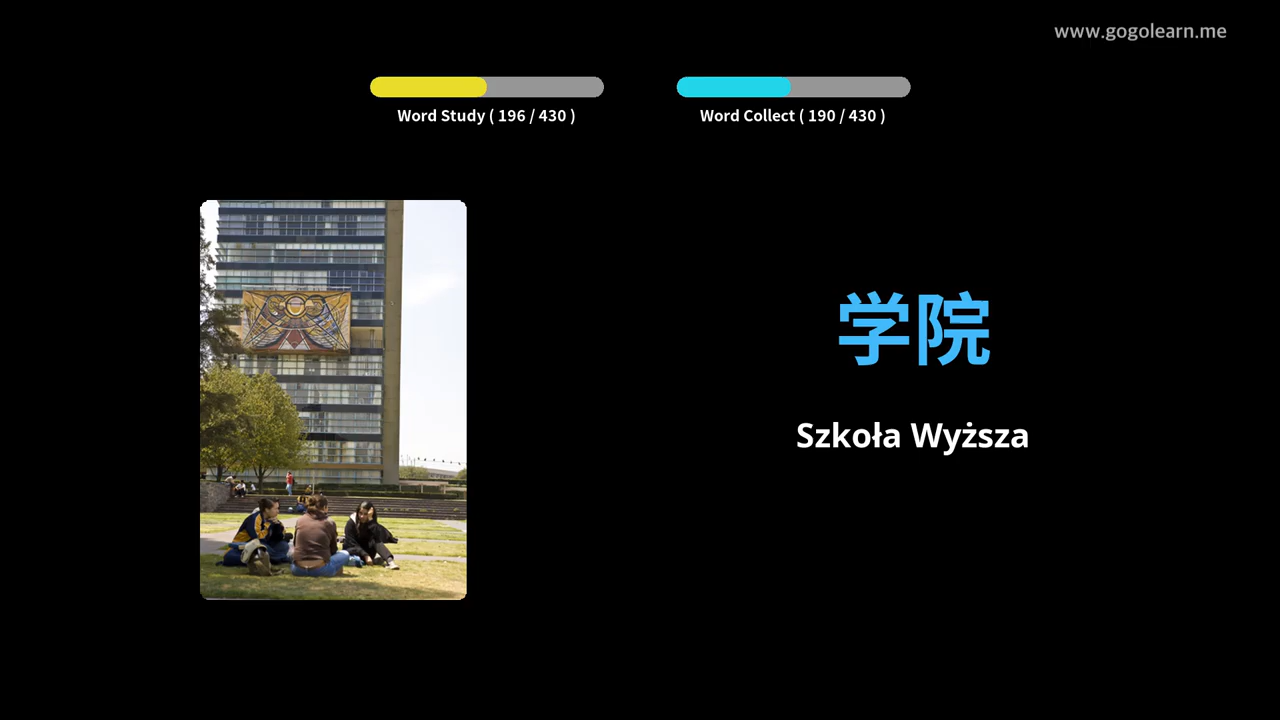 www.gogolearn.me
Word Study ( 196 / 430 )
Word Collect ( 190 / 430 )
学院
Szkoła Wyższa